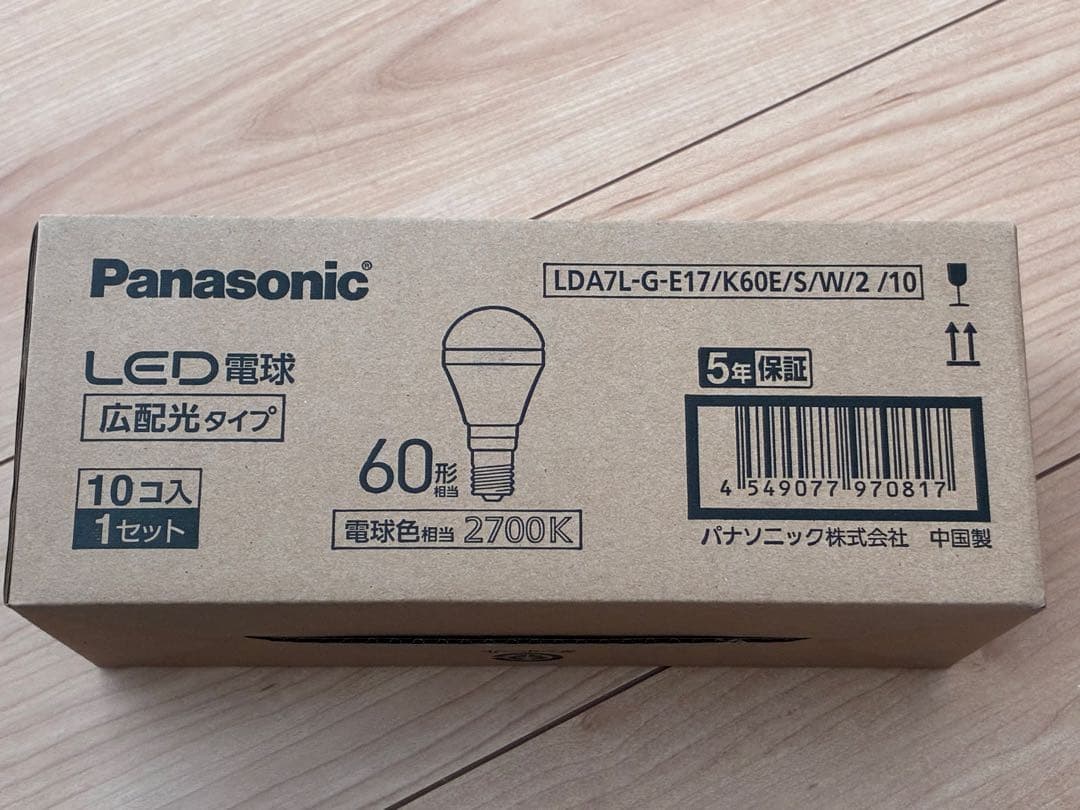 Panasonic®
LDA7L-G-E17/K60E/S/W/2 /10
LED電球
広配光タイプ
10コ入
1セット
60形相当
電球色相当 2700K
5年保証
4 549077 970817
パナソニック株式会社 中国製